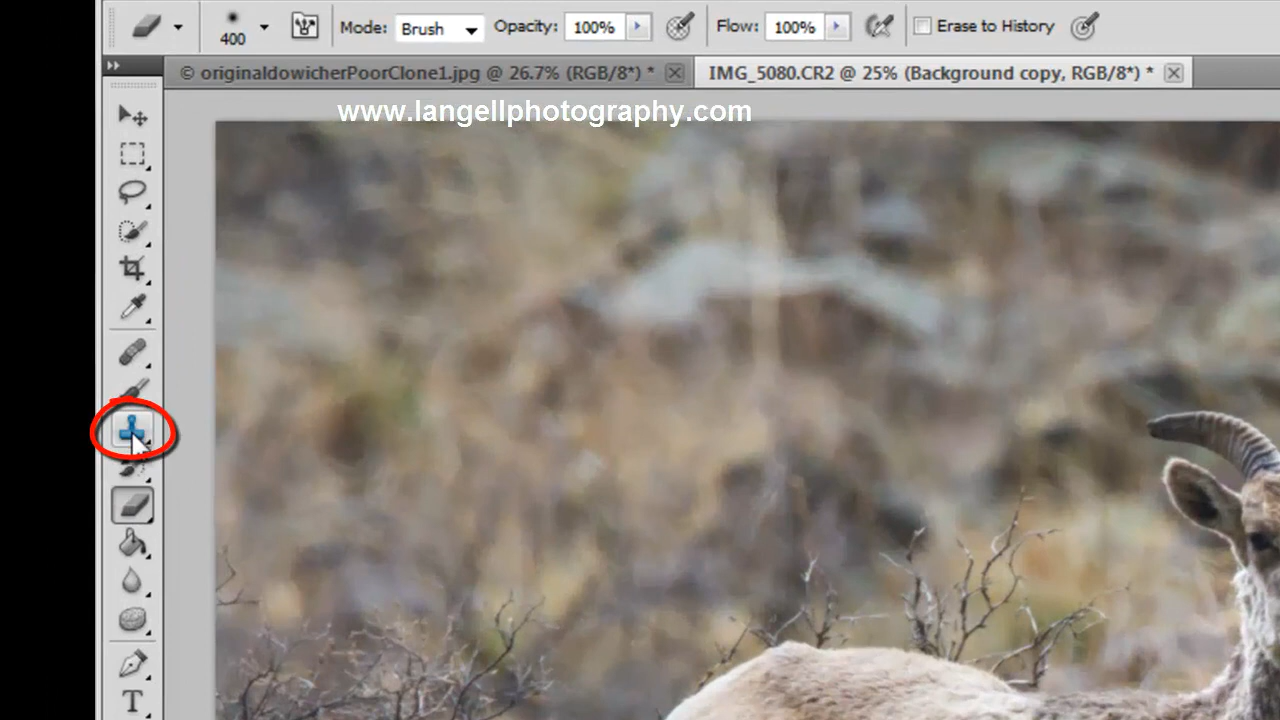 400 Mode: Brush Opacity: 100% Flow: 100% Erase to History
© originaldowicherPoorClone1.jpg @ 26.7% (RGB/8*) * IMG_5080.CR2 @ 25% (Background copy, RGB/8*) *
www.langellphotography.com
T